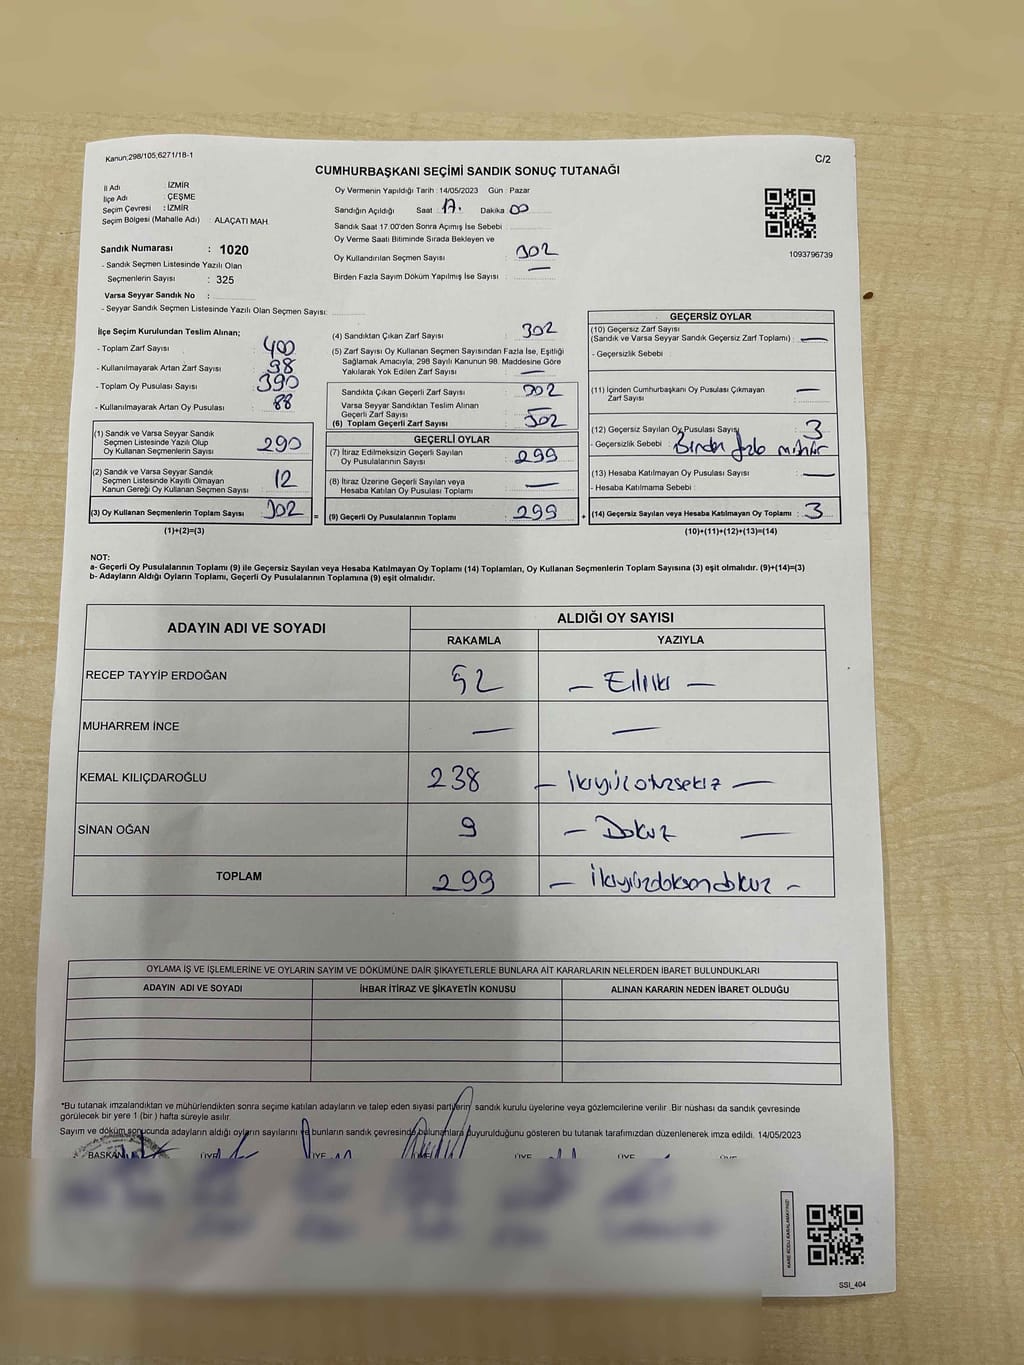 Kanun;298/105,6271/18-1
C/2
CUMHURBAŞKANI SEÇİMİ SANDIK SONUÇ TUTANAĞI
İl Adı : İZMİR
İlçe Adı : ÇEŞME
Seçim Çevresi : İZMİR
Seçim Bölgesi (Mahalle Adı) : ALAÇATI MAH.
Sandık Numarası : 1020
- Sandık Seçmen Listesinde Yazılı Olan
Seçmenlerin Sayısı : 325
Varsa Seyyar Sandık No :
- Seyyar Sandık Seçmen Listesinde Yazılı Olan Seçmen Sayısı:
Oy Vermenin Yapıldığı Tarih : 14/05/2023 Gün : Pazar
Sandığın Açıldığı Saat : 17. Dakika 00
Sandık Saat 17:00'den Sonra Açımış İse Sebebi :
Oy Verme Saati Bitiminde Sırada Bekleyen ve
Oy Kullandırılan Seçmen Sayısı : 302
Birden Fazla Sayım Döküm Yapılmış İse Sayısı : —
1093796739
İlçe Seçim Kurulundan Teslim Alınan;
- Toplam Zarf Sayısı : 400
- Kullanılmayarak Artan Zarf Sayısı : 98
- Toplam Oy Pusulası Sayısı : 390
- Kullanılmayarak Artan Oy Pusulası : 88
(1) Sandık ve Varsa Seyyar Sandık
Seçmen Listesinde Yazılı Olup
Oy Kullanan Seçmenlerin Sayısı : 290
(2) Sandık ve Varsa Seyyar Sandık
Seçmen Listesinde Kayıtlı Olmayan
Kanun Gereği Oy Kullanan Seçmen Sayısı : 12
(3) Oy Kullanan Seçmenlerin Toplam Sayısı : 302
(1)+(2)=(3)
(4) Sandıktan Çıkan Zarf Sayısı : 302
(5) Zarf Sayısı Oy Kullanan Seçmen Sayısından Fazla İse, Eşitliği
Sağlamak Amacıyla, 298 Sayılı Kanunun 98. Maddesine Göre
Yakılarak Yok Edilen Zarf Sayısı : —
Sandıkta Çıkan Geçerli Zarf Sayısı : 302
Varsa Seyyar Sandıktan Teslim Alınan
Geçerli Zarf Sayısı : —
(6) Toplam Geçerli Zarf Sayısı : 302
GEÇERLİ OYLAR
(7) İtiraz Edilmeksizin Geçerli Sayılan
Oy Pusulalarının Sayısı : 299
(8) İtiraz Üzerine Geçerli Sayılan veya
Hesaba Katılan Oy Pusulası Toplamı : —
= (9) Geçerli Oy Pusulalarının Toplamı : 299 +
GEÇERSİZ OYLAR
(10) Geçersiz Zarf Sayısı
(Sandık ve Varsa Seyyar Sandık Geçersiz Zarf Toplamı) : —
- Geçersizlik Sebebi :
(11) İçinden Cumhurbaşkanı Oy Pusulası Çıkmayan
Zarf Sayısı : —
(12) Geçersiz Sayılan Oy Pusulası Sayısı : 3
- Geçersizlik Sebebi : Birden fazla mühür
(13) Hesaba Katılmayan Oy Pusulası Sayısı : —
- Hesaba Katılmama Sebebi :
(14) Geçersiz Sayılan veya Hesaba Katılmayan Oy Toplamı : 3
(10)+(11)+(12)+(13)=(14)
NOT:
a- Geçerli Oy Pusulalarının Toplamı (9) ile Geçersiz Sayılan veya Hesaba Katılmayan Oy Toplamı (14) Toplamları, Oy Kullanan Seçmenlerin Toplam Sayısına (3) eşit olmalıdır. (9)+(14)=(3)
b- Adayların Aldığı Oyların Toplamı, Geçerli Oy Pusulalarının Toplamına (9) eşit olmalıdır.
ADAYIN ADI VE SOYADI ALDIĞI OY SAYISI
RAKAMLA YAZIYLA
RECEP TAYYİP ERDOĞAN 52 — Elliiki —
MUHARREM İNCE — —
KEMAL KILIÇDAROĞLU 238 — ikiyüzotuzsekiz —
SİNAN OĞAN 9 — Dokuz —
TOPLAM 299 — ikiyüzdoksandokuz —
OYLAMA İŞ VE İŞLEMLERİNE VE OYLARIN SAYIM VE DÖKÜMÜNE DAİR ŞİKAYETLERLE BUNLARA AİT KARARLARIN NELERDEN İBARET BULUNDUKLARI
ADAYIN ADI VE SOYADI İHBAR İTİRAZ VE ŞİKAYETİN KONUSU ALINAN KARARIN NEDEN İBARET OLDUĞU
*Bu tutanak imzalandıktan ve mühürlendikten sonra seçime katılan adayların ve talep eden siyasi partilerin sandık kurulu üyelerine veya gözlemcilerine verilir .Bir nüshası da sandık çevresinde
görülecek bir yere 1 (bir ) hafta süreyle asılır.
Sayım ve döküm sonucunda adayların aldığı oyların sayılarını ve bunların sandık çevresinde bulunanlara duyurulduğunu gösteren bu tutanak tarafımızdan düzenlenerek imza edildi. 14/05/2023
BAŞKAN ÜYE ÜYE ÜYE ÜYE ÜYE ÜYE
KARE KODU KARALAMAYINIZ!
SSI_404